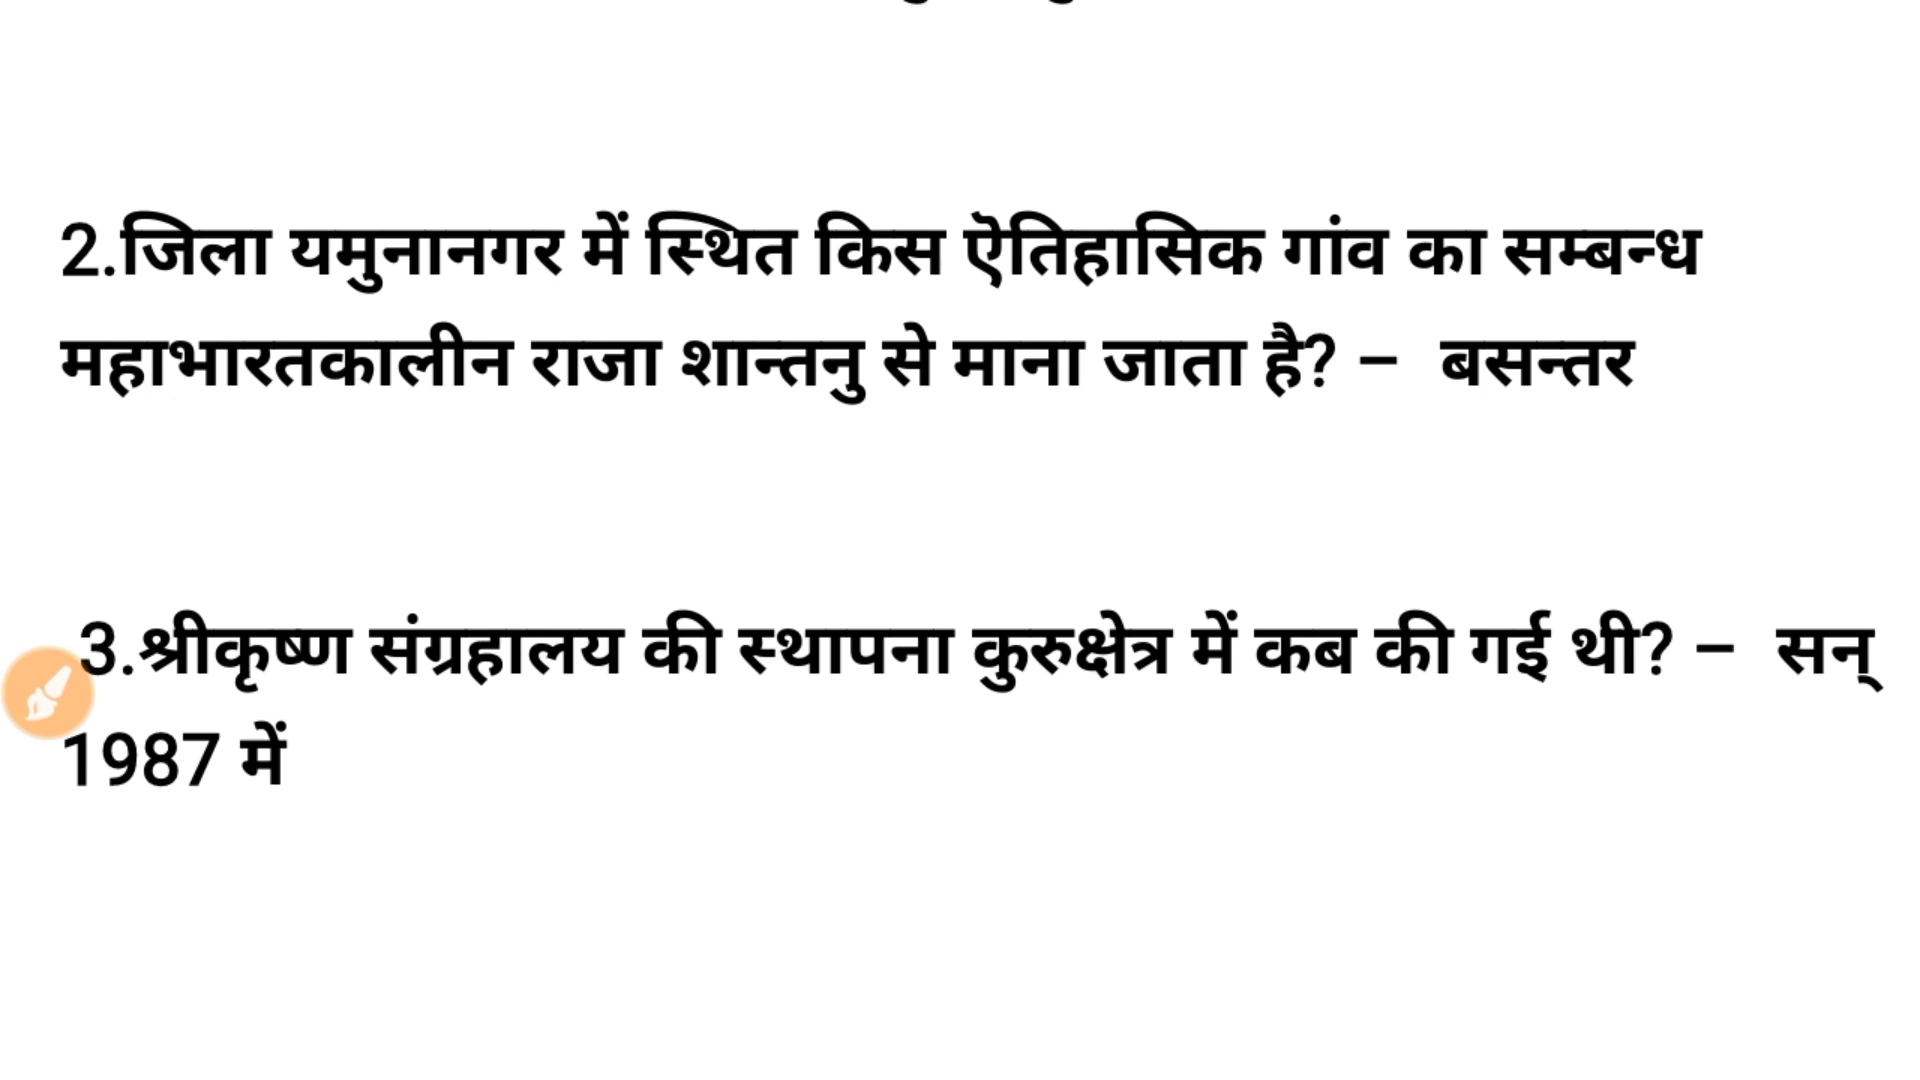 2.जिला यमुनानगर में स्थित किस ऐतिहासिक गांव का सम्बन्ध
महाभारतकालीन राजा शान्तनु से माना जाता है? – बसन्तर
3.श्रीकृष्ण संग्रहालय की स्थापना कुरुक्षेत्र में कब की गई थी? – सन्
1987 में